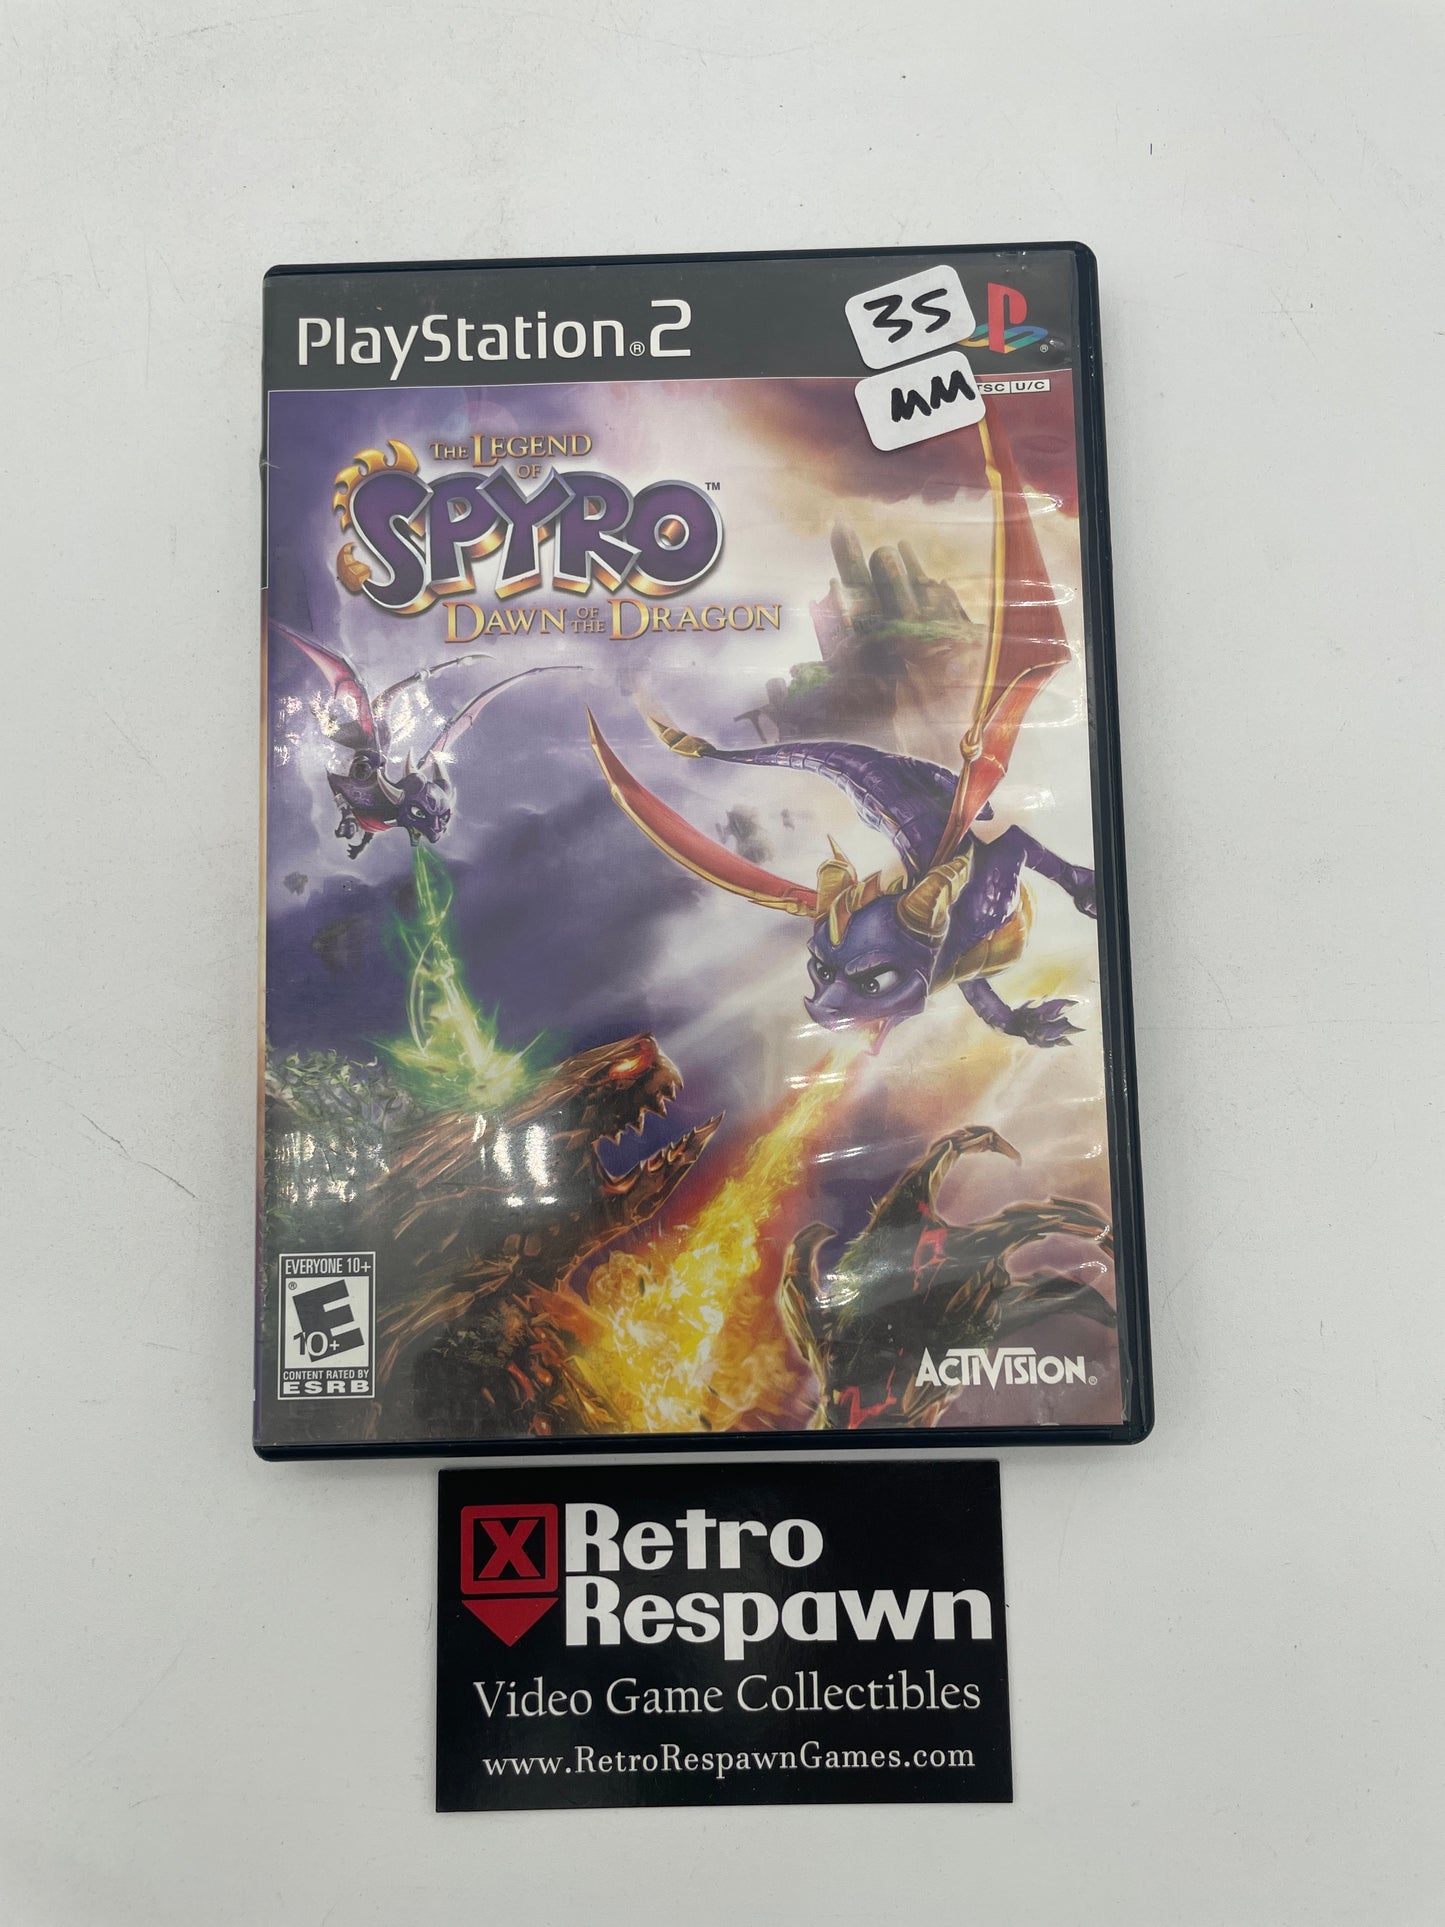 PlayStation®2
35
MM
TSC U/C
THE LEGEND
OF
SPYRO™
DAWN OF THE DRAGON
EVERYONE 10+
E
10+
®
CONTENT RATED BY
ESRB
ACTIVISION®
X Retro
Respawn
Video Game Collectibles
www.RetroRespawnGames.com